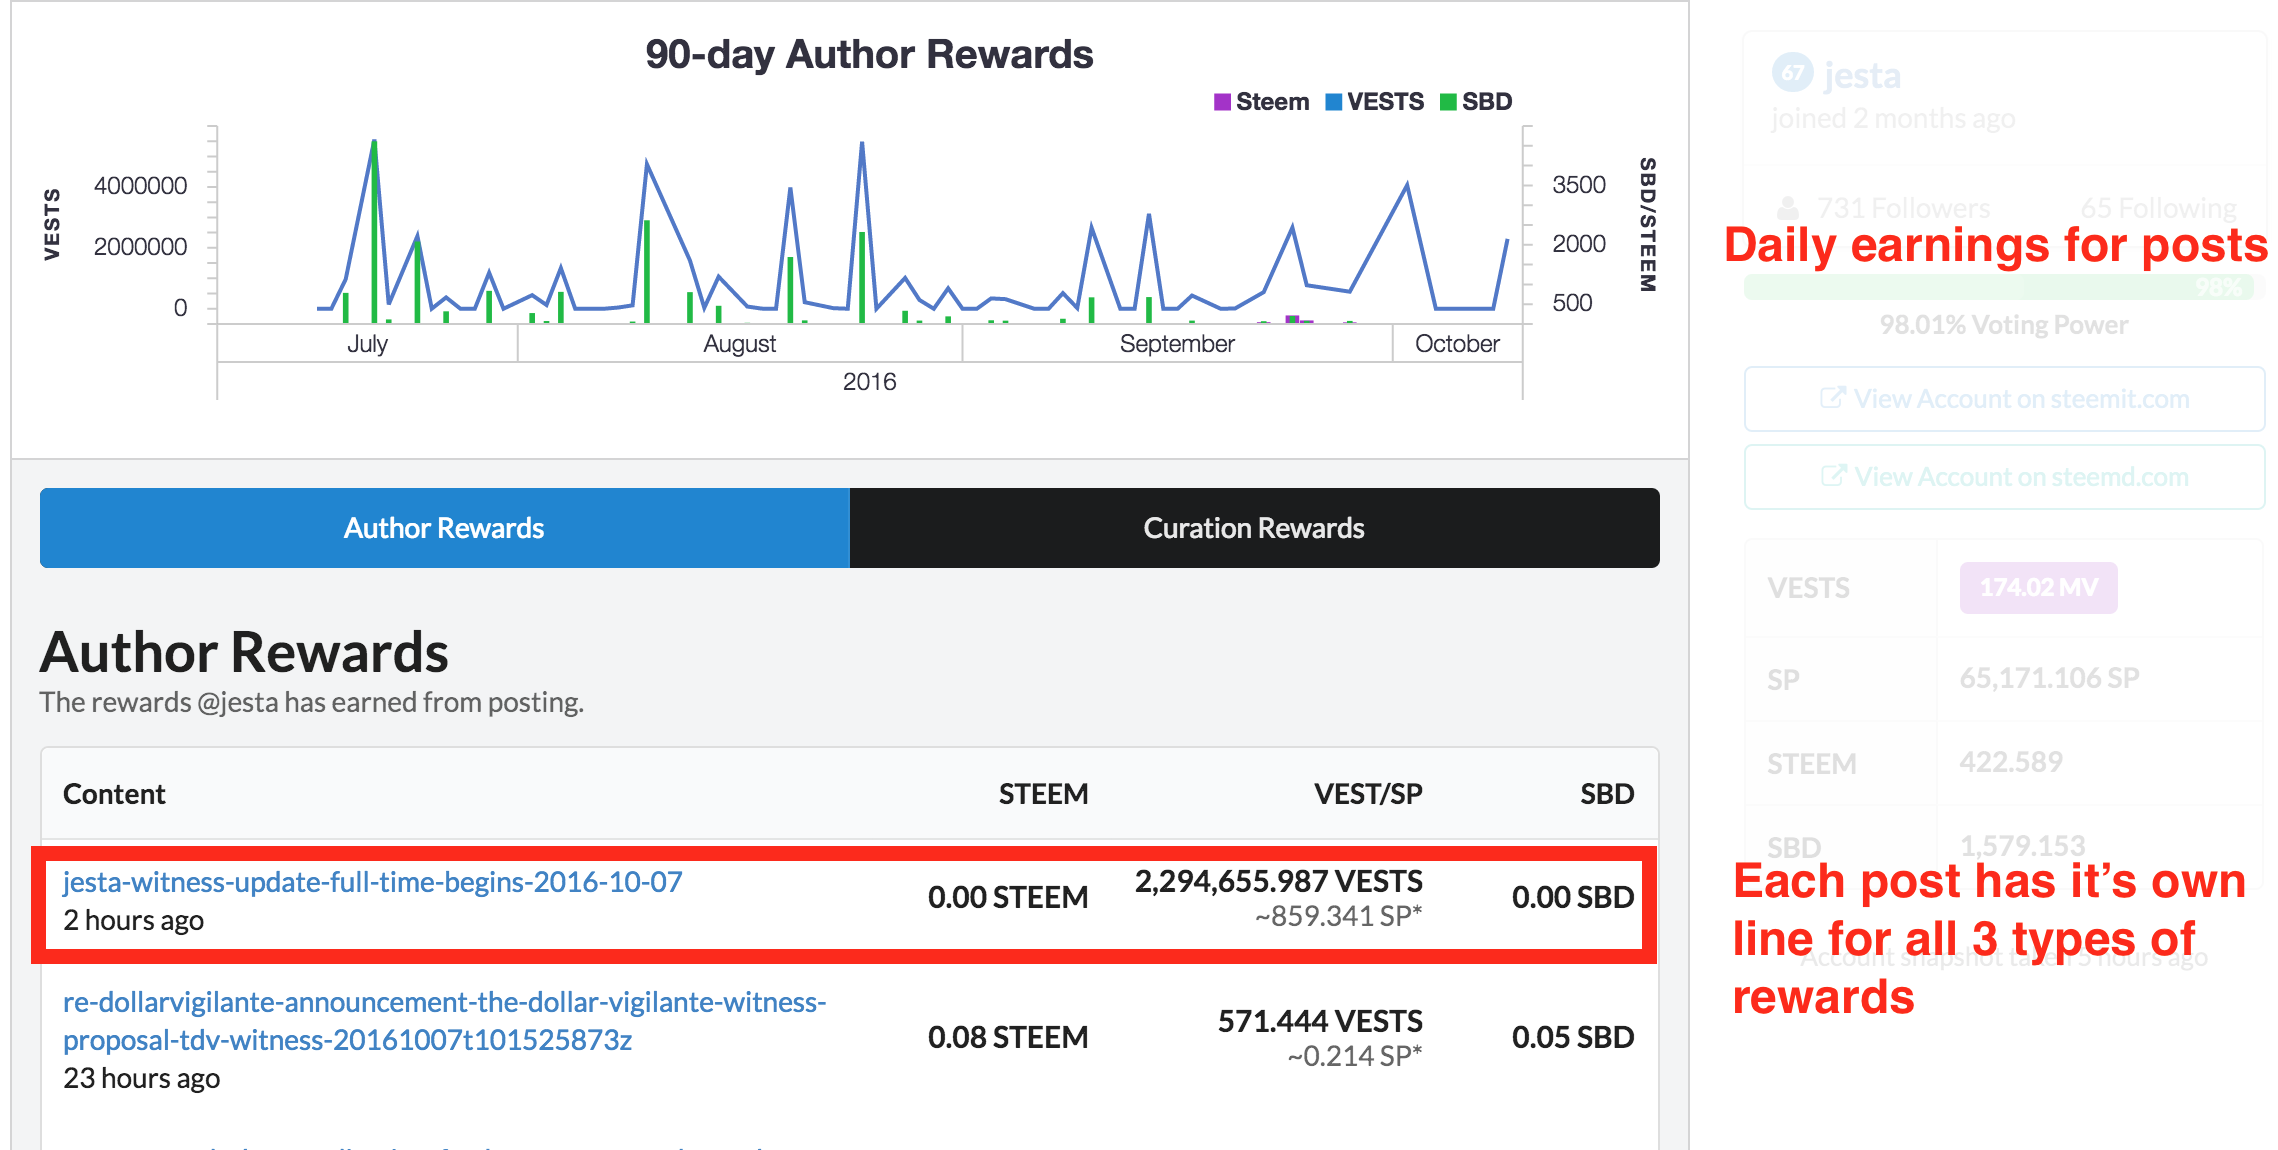 90-day Author Rewards
Steem VESTS SBD
VESTS
4000000
2000000
0
3500
2000
500
SBD/STEEM
July August September October
2016
67 jesta
joined 2 months ago
731 Followers 65 Following
Daily earnings for posts
98%
98.01% Voting Power
View Account on steemit.com
View Account on steemd.com
VESTS 174.02 MV
SP 65,171.106 SP
STEEM 422.589
SBD 1,579.153
Each post has it's own
line for all 3 types of
rewards
Account snapshot 5 hours ago
Author Rewards Curation Rewards
Author Rewards
The rewards @jesta has earned from posting.
Content STEEM VEST/SP SBD
jesta-witness-update-full-time-begins-2016-10-07
2 hours ago
0.00 STEEM
2,294,655.987 VESTS
~859.341 SP*
0.00 SBD
re-dollarvigilante-announcement-the-dollar-vigilante-witness-
proposal-tdv-witness-20161007t101525873z
23 hours ago
0.08 STEEM
571.444 VESTS
~0.214 SP*
0.05 SBD